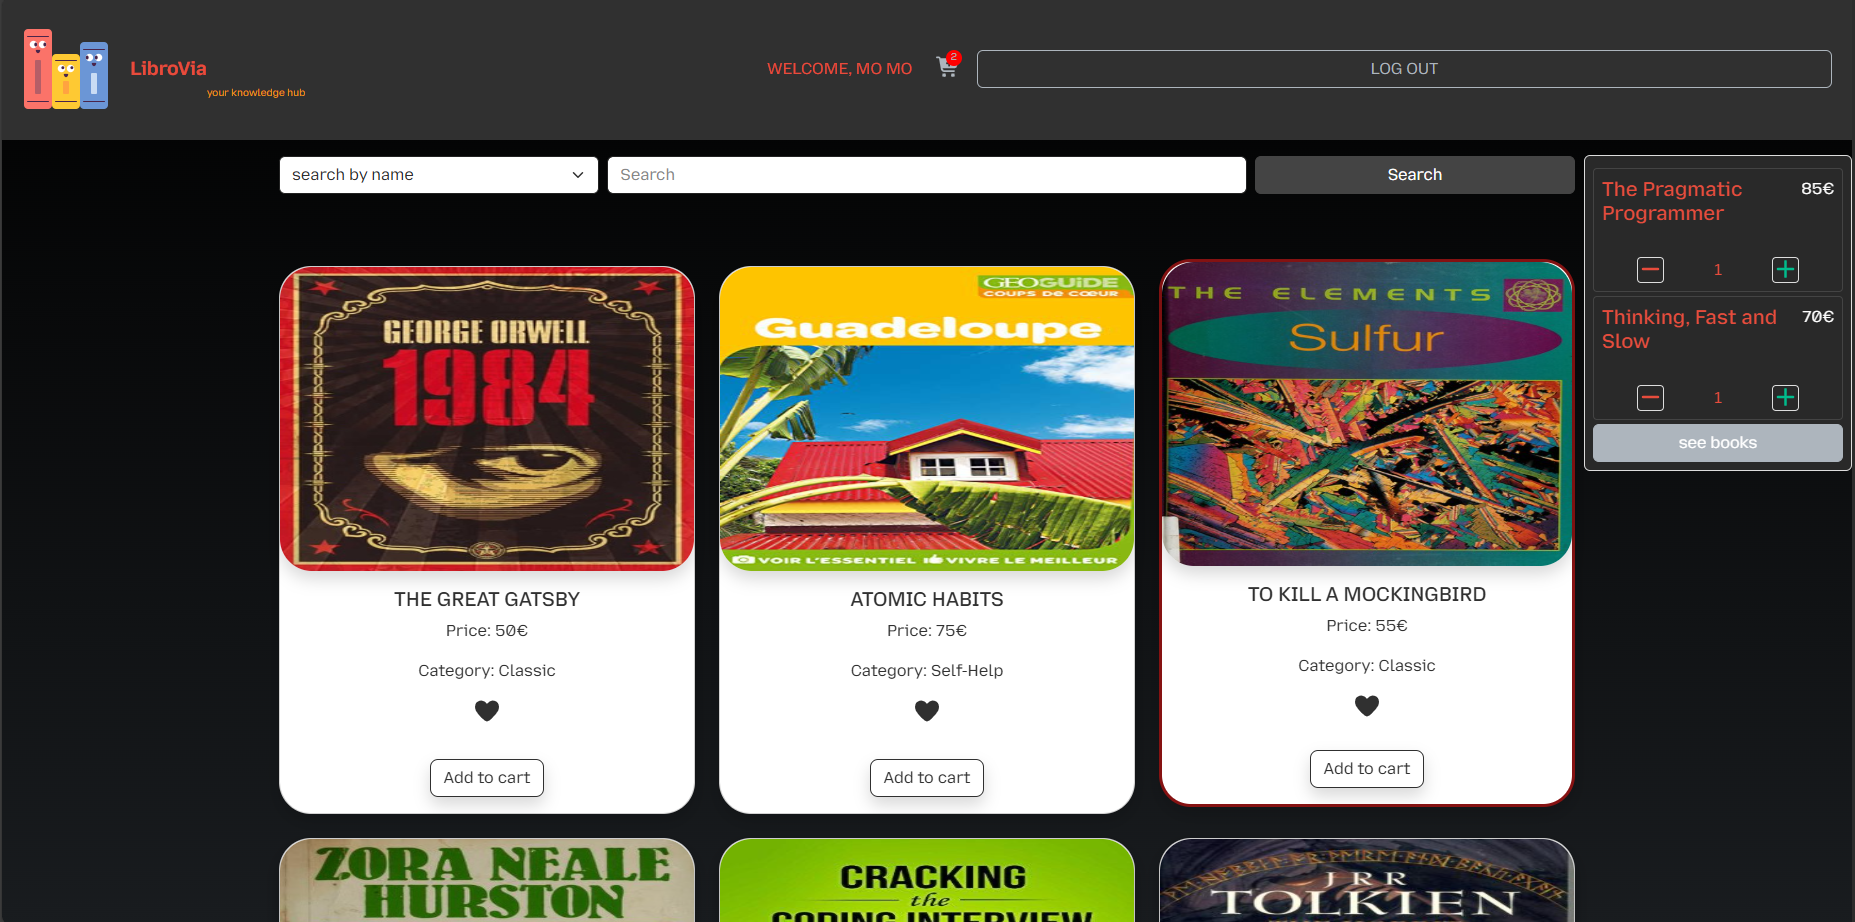 LibroVia
your knowledge hub
WELCOME, MO MO
2
LOG OUT
search by name
Search
Search
The Pragmatic
Programmer
85€
1
Thinking, Fast and
Slow
70€
1
see books
GEORGE ORWELL
1984
THE GREAT GATSBY
Price: 50€
Category: Classic
Add to cart
GEOGUiDE
COUPS DE CŒUR
Guadeloupe
VOIR L'ESSENTIEL VIVRE LE MEILLEUR
ATOMIC HABITS
Price: 75€
Category: Self-Help
Add to cart
THE ELEMENTS
Sulfur
TO KILL A MOCKINGBIRD
Price: 55€
Category: Classic
Add to cart
ZORA NEALE
HURSTON
CRACKING
the
CODING INTERVIEW
JRR
TOLKIEN